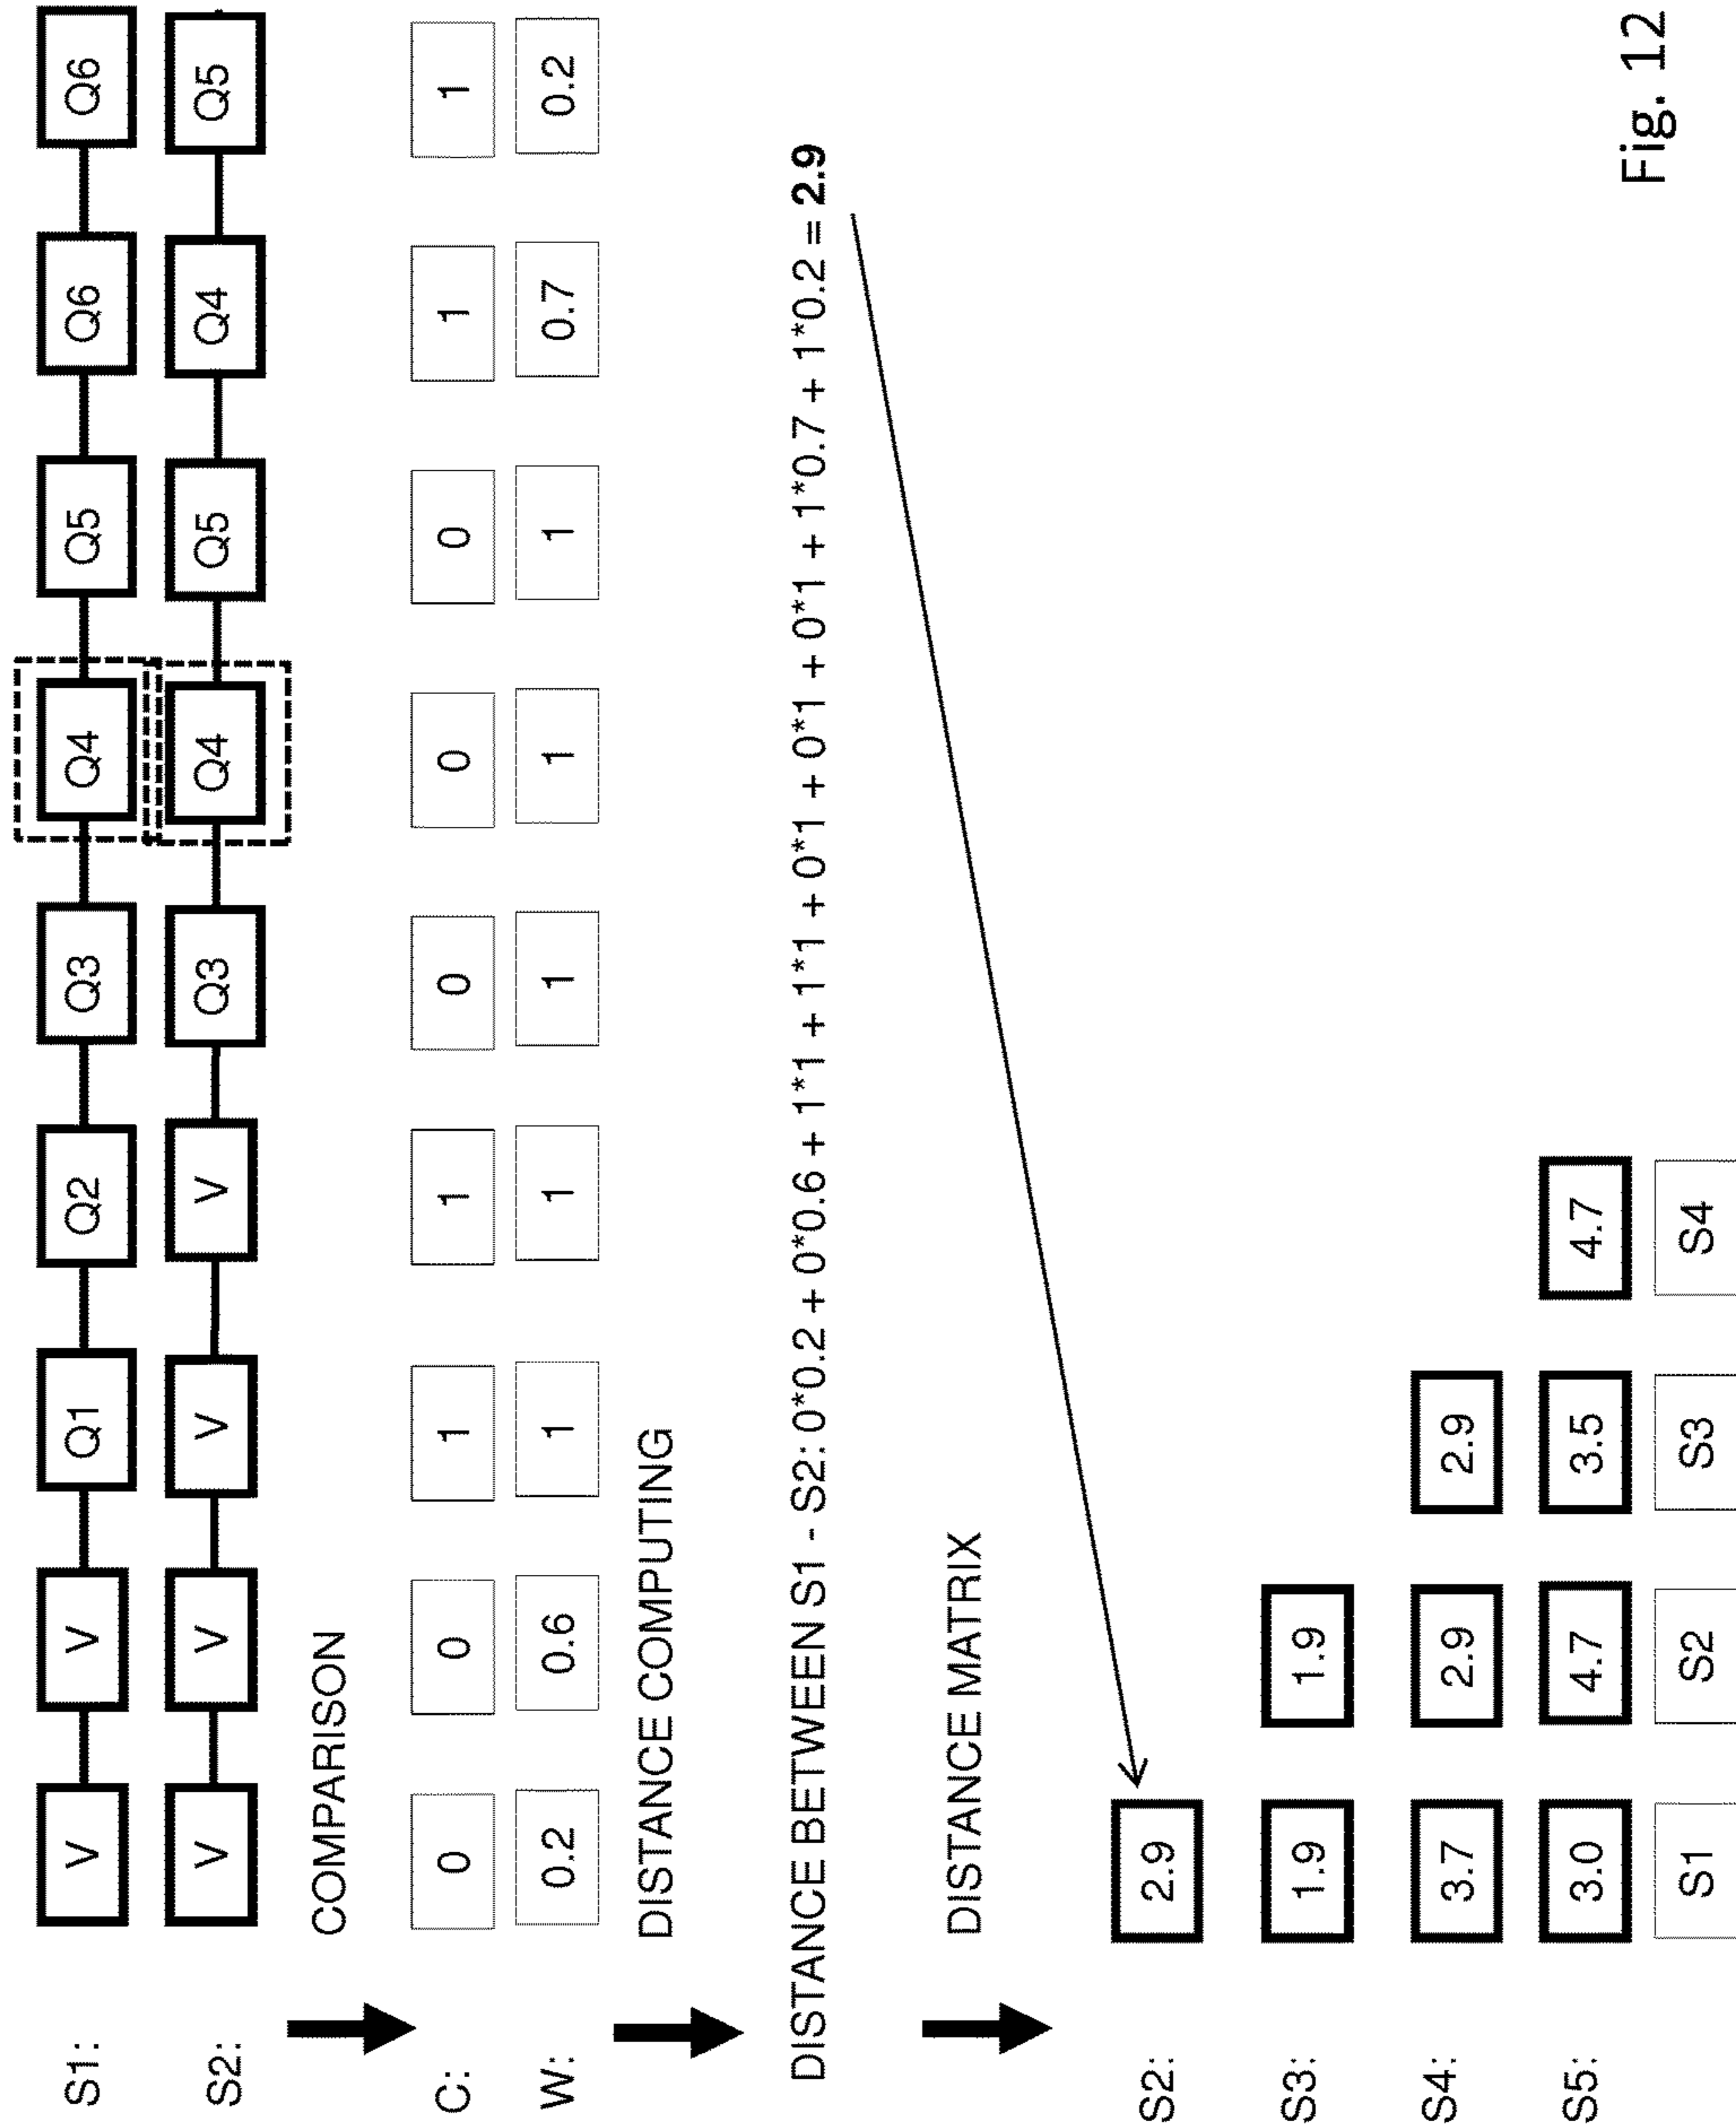 S1: V V Q1 Q2 Q3 Q4 Q5 Q6 Q6
S2: V V V V Q3 Q4 Q5 Q4 Q5
COMPARISON
C: 0 0 1 1 0 0 0 1 1
W: 0.2 0.6 1 1 1 1 1 0.7 0.2
DISTANCE COMPUTING
DISTANCE BETWEEN S1 - S2: 0*0.2 + 0*0.6 + 1*1 + 1*1 + 0*1 + 0*1 + 0*1 + 0*1 + 1*0.7 + 1*0.2 = 2.9
DISTANCE MATRIX
S2: 2.9
S3: 1.9 1.9
S4: 3.7 2.9 2.9
S5: 3.0 4.7 3.5 4.7
S1 S2 S3 S4
Fig. 12